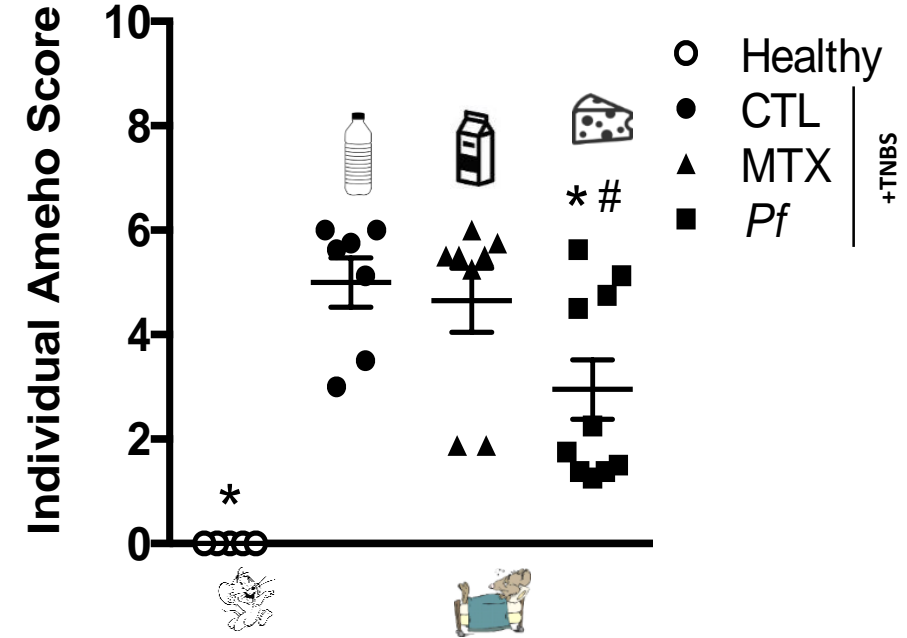 Individual Ameho Score
10
8
6
4
2
0
*
* #
Healthy
CTL
MTX
Pf
+TNBS